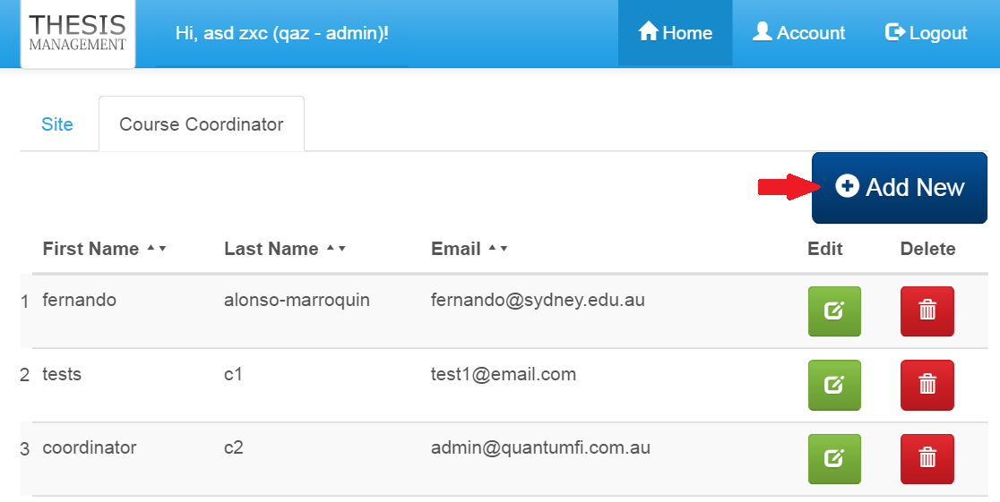 THESIS
MANAGEMENT
Hi, asd zxc (qaz - admin)!
Home
Account
Logout
Site
Course Coordinator
Add New
First Name
Last Name
Email
Edit
Delete
1 fernando alonso-marroquin fernando@sydney.edu.au
2 tests c1 test1@email.com
3 coordinator c2 admin@quantumfi.com.au